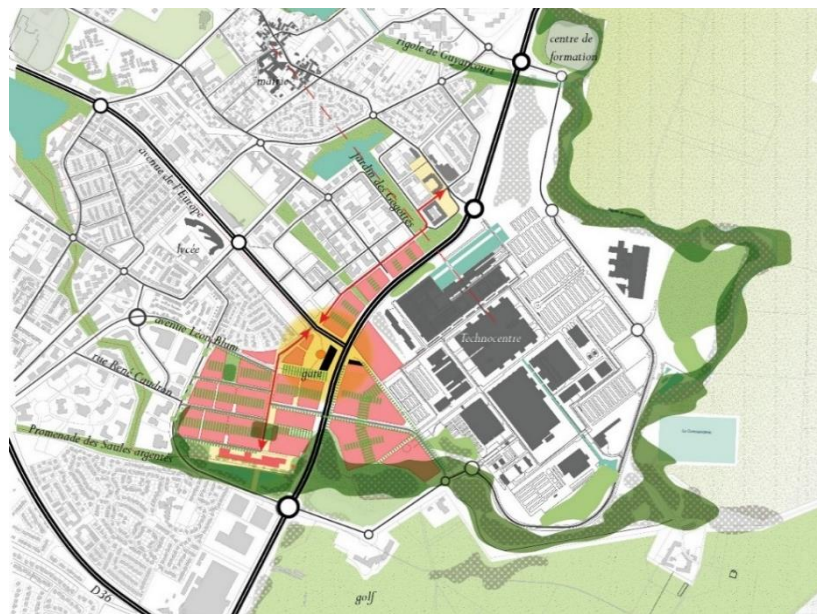 centre de
formation
rigole de Guyancourt
mairie
avenue de l'Europe
jardin des Gogottes
lycée
Technocentre
avenue Léon Blum
gare
rue René Caudron
Promenade des Saules argentés
D36
golf